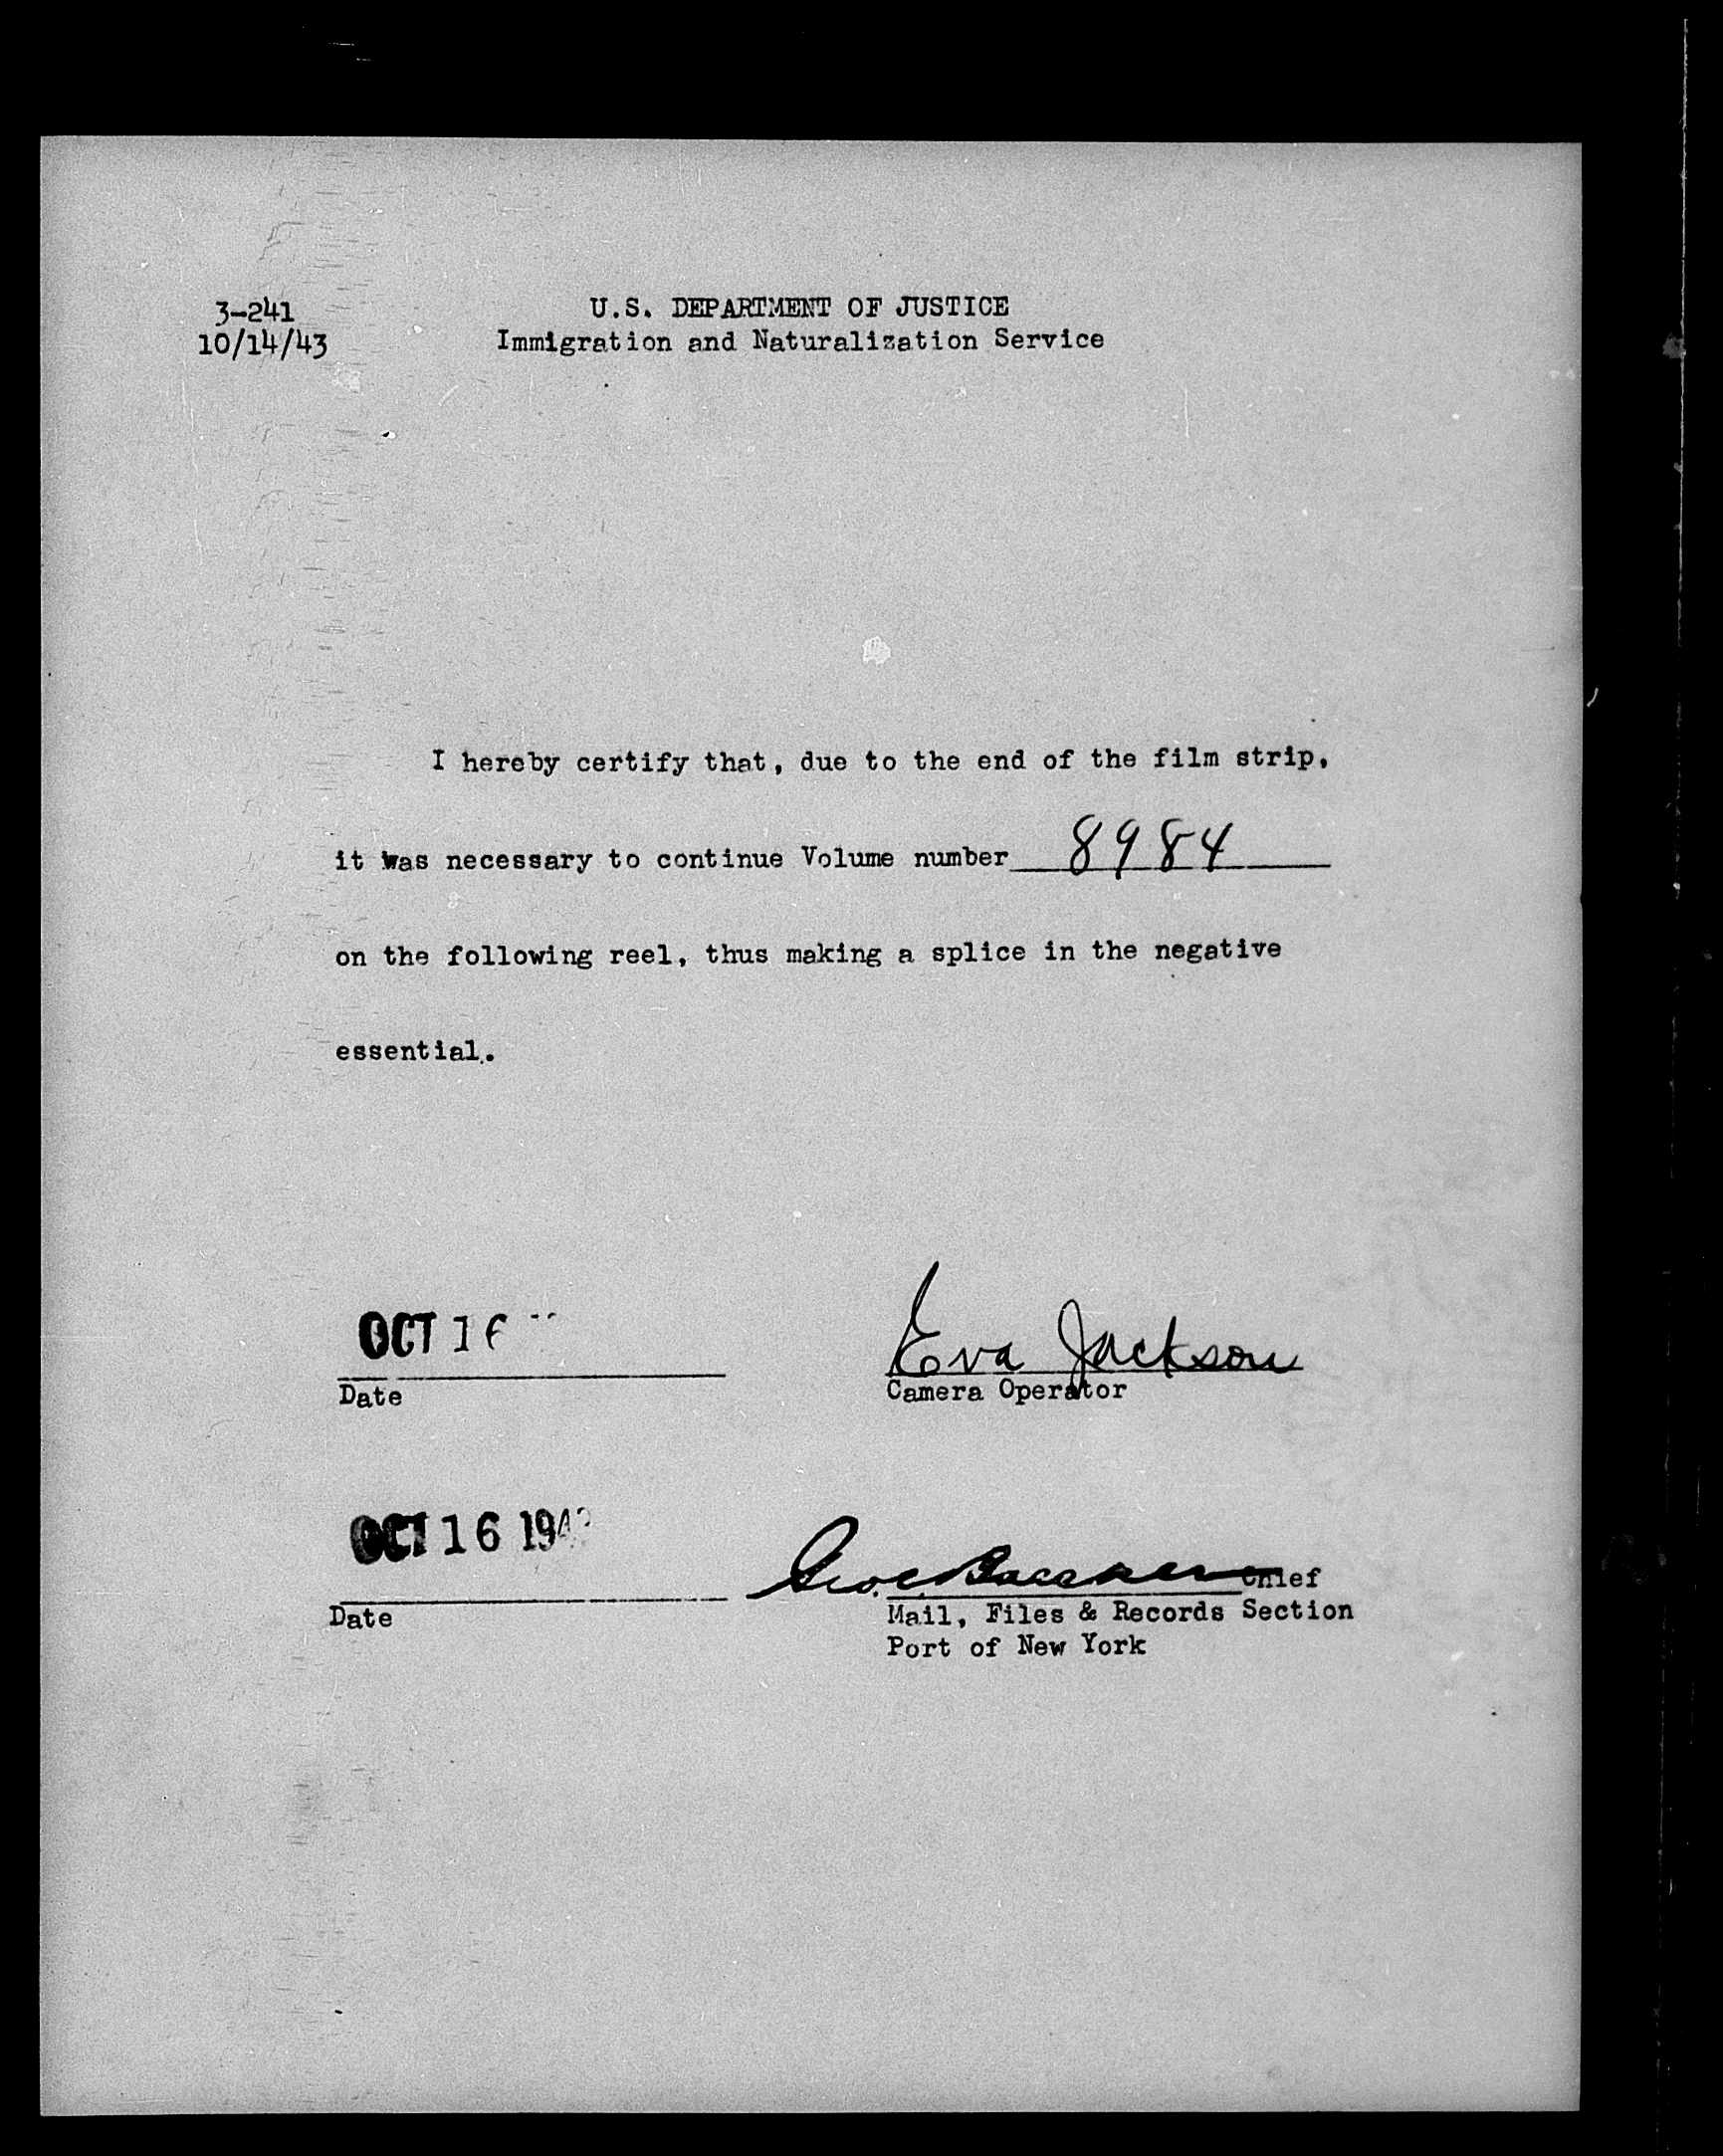 3-241
10/14/43
U.S. DEPARTMENT OF JUSTICE
Immigration and Naturalization Service
I hereby certify that, due to the end of the film strip,
it was necessary to continue Volume number 8984
on the following reel, thus making a splice in the negative
essential.
OCT 16
Date
Eva Jackson
Camera Operator
OCT 16 194
Date
Chief
Mail, Files & Records Section
Port of New York